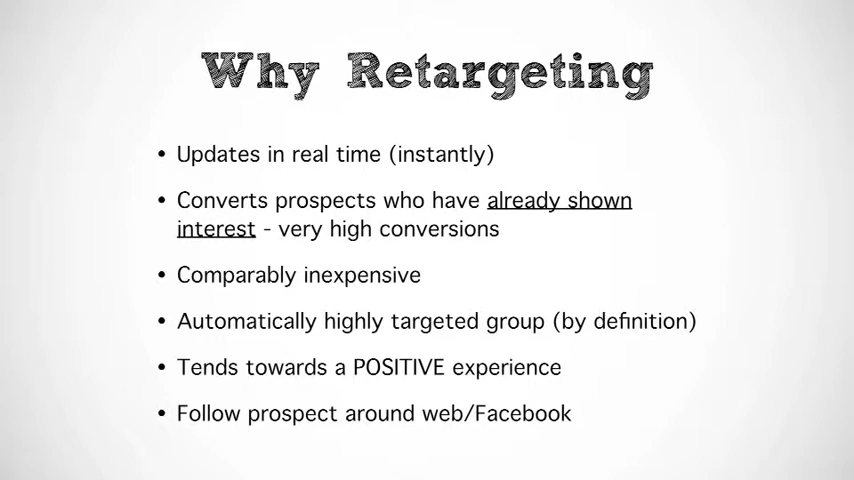 Why Retargeting
• Updates in real time (instantly)
• Converts prospects who have already shown
interest - very high conversions
• Comparably inexpensive
• Automatically highly targeted group (by definition)
• Tends towards a POSITIVE experience
• Follow prospect around web/Facebook